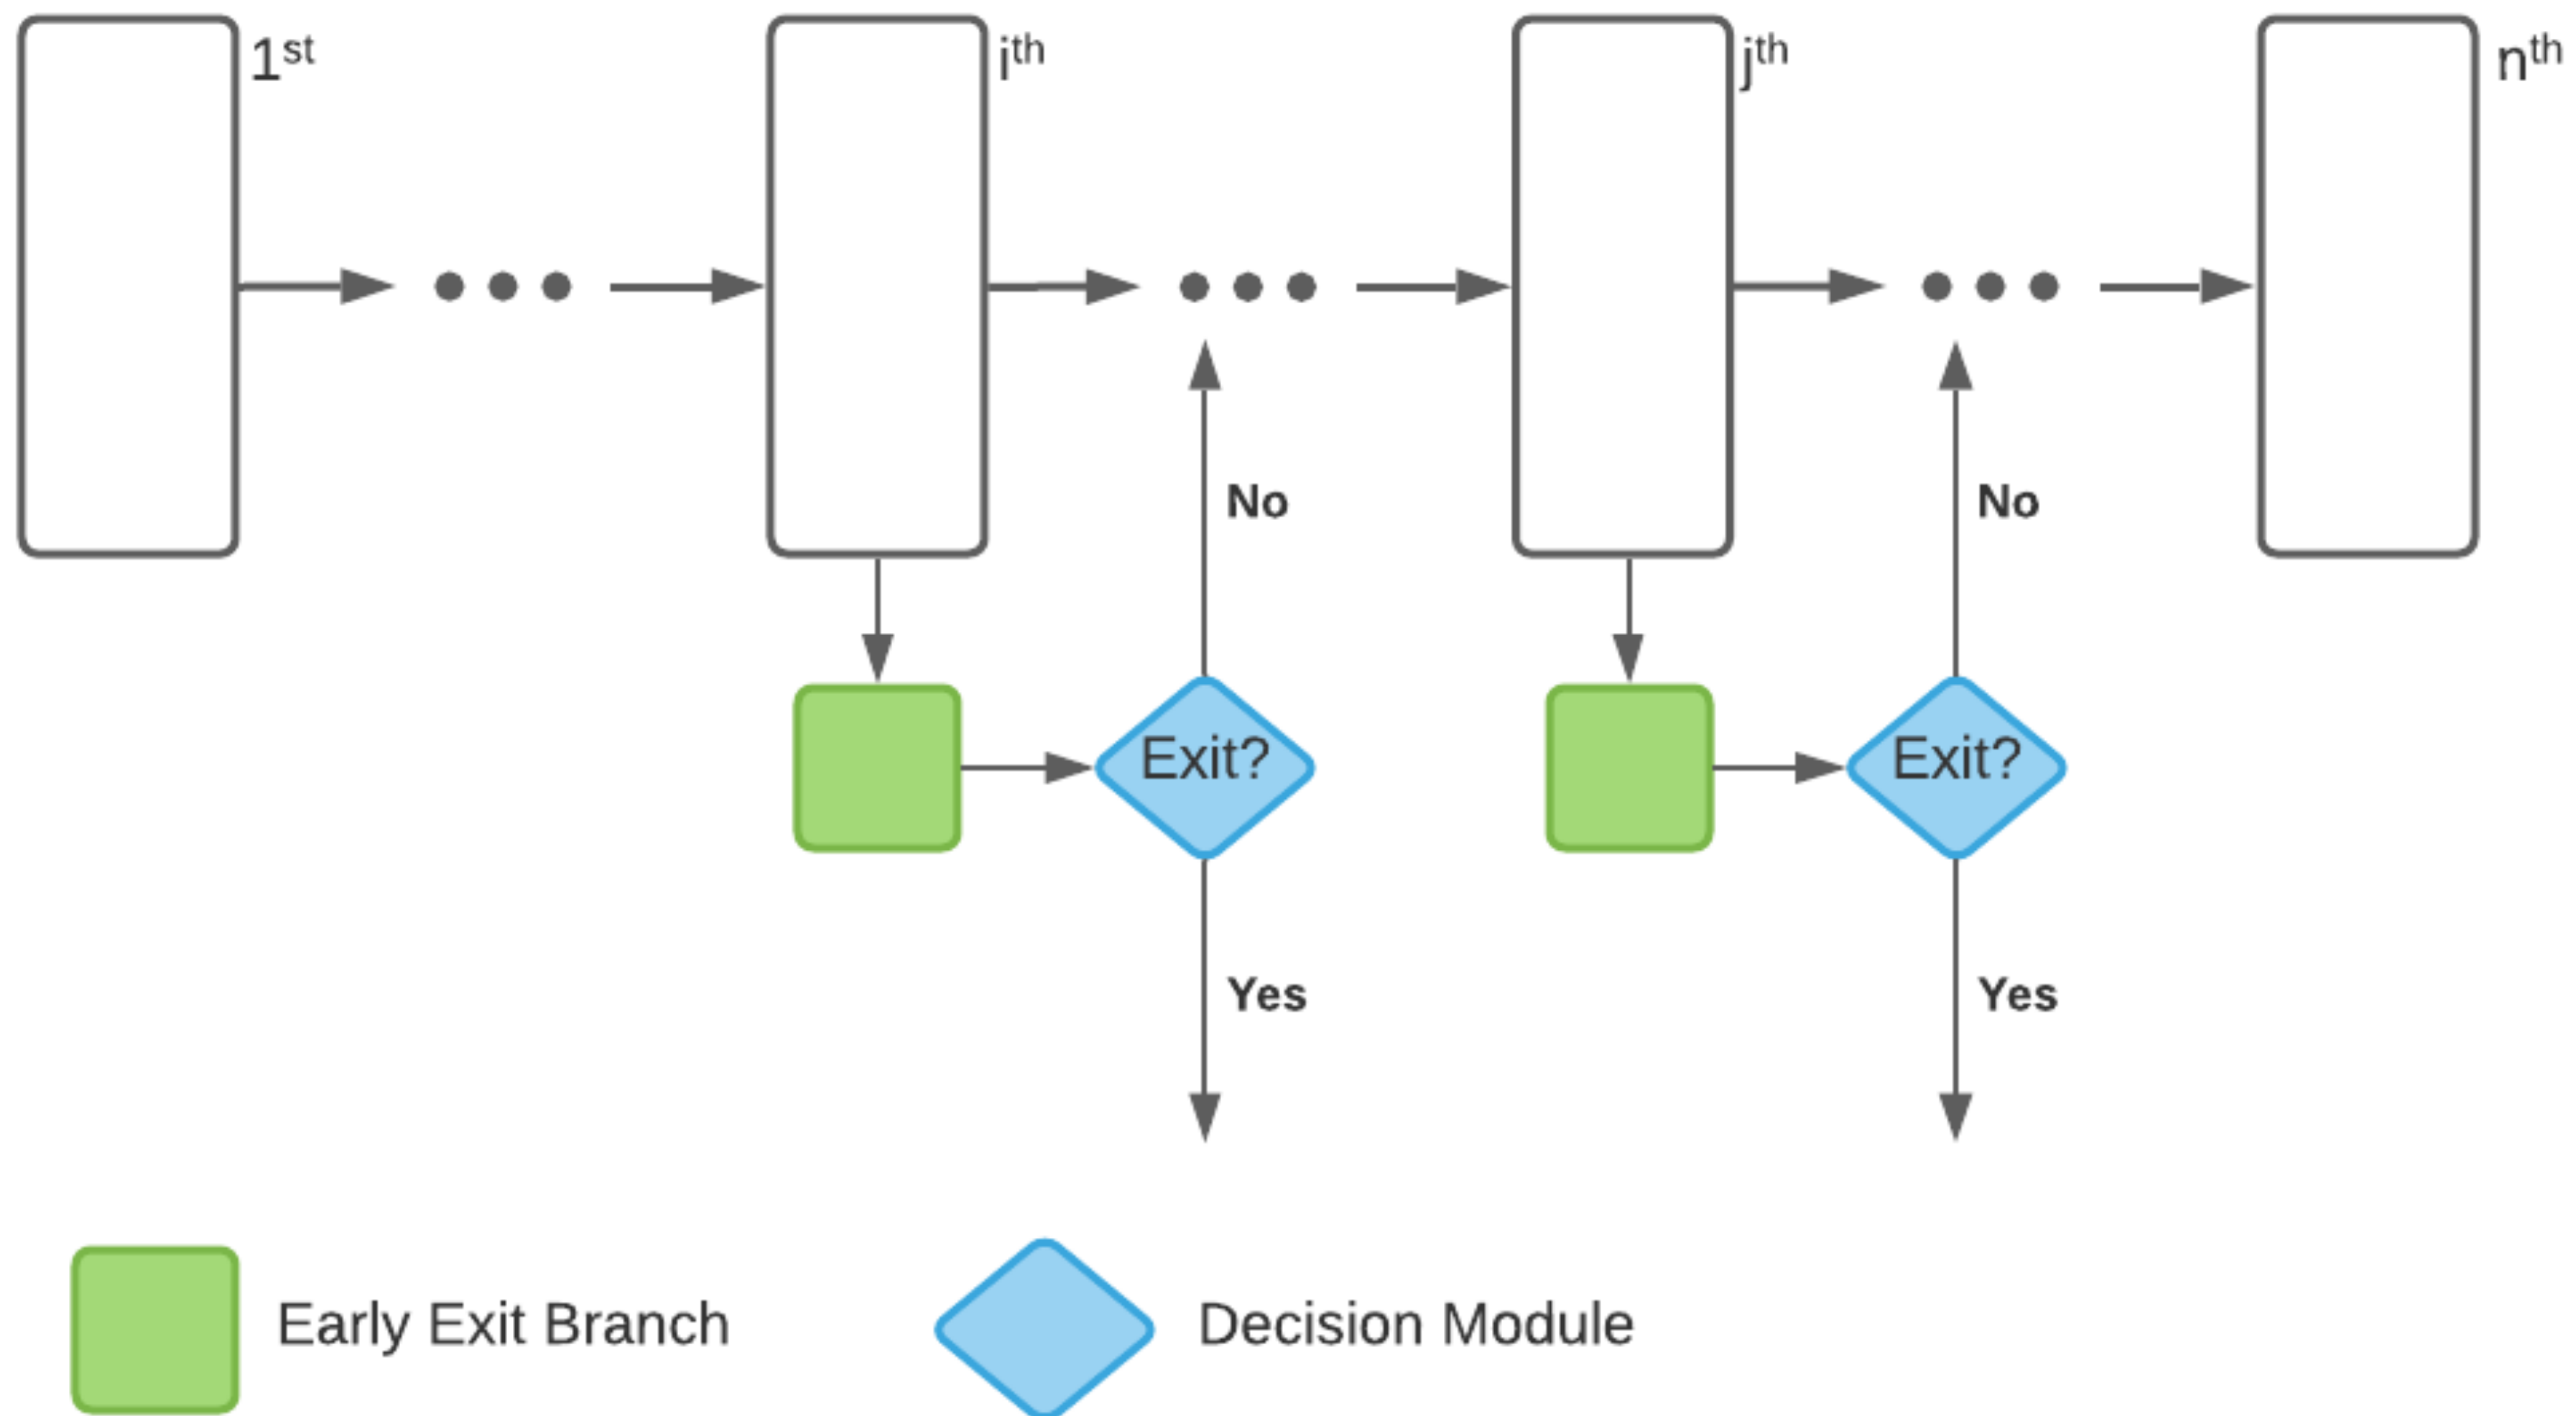 1st
ith
jth
nth
No
No
Exit?
Exit?
Yes
Yes
Early Exit Branch
Decision Module